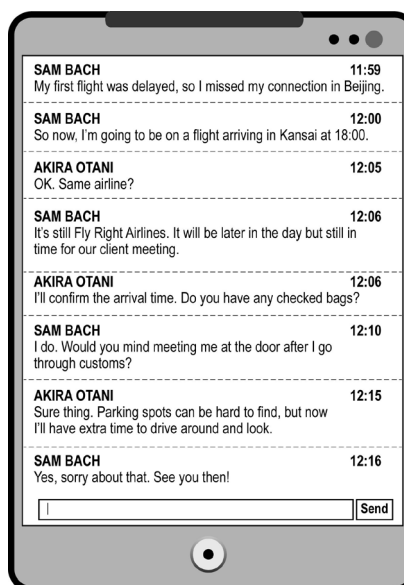 SAM BACH 11:59
My first flight was delayed, so I missed my connection in Beijing.
SAM BACH 12:00
So now, I'm going to be on a flight arriving in Kansai at 18:00.
AKIRA OTANI 12:05
OK. Same airline?
SAM BACH 12:06
It's still Fly Right Airlines. It will be later in the day but still in
time for our client meeting.
AKIRA OTANI 12:06
I'll confirm the arrival time. Do you have any checked bags?
SAM BACH 12:10
I do. Would you mind meeting me at the door after I go
through customs?
AKIRA OTANI 12:15
Sure thing. Parking spots can be hard to find, but now
I'll have extra time to drive around and look.
SAM BACH 12:16
Yes, sorry about that. See you then!
Send